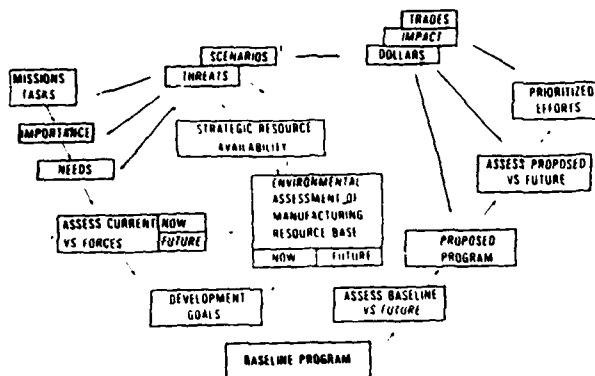 TRADES
IMPACT
DOLLARS
SCENARIOS
THREATS
MISSIONS
TASKS
IMPORTANCE
NEEDS
STRATEGIC RESOURCE
AVAILABILITY
PRIORITIZED
EFFORTS
ASSESS PROPOSED
VS FUTURE
ENVIRONMENTAL
ASSESSMENT OF
MANUFACTURING
RESOURCE BASE
NOW FUTURE
ASSESS CURRENT NOW
VS FORCES FUTURE
PROPOSED
PROGRAM
DEVELOPMENT
GOALS
ASSESS BASELINE
VS FUTURE
BASELINE PROGRAM